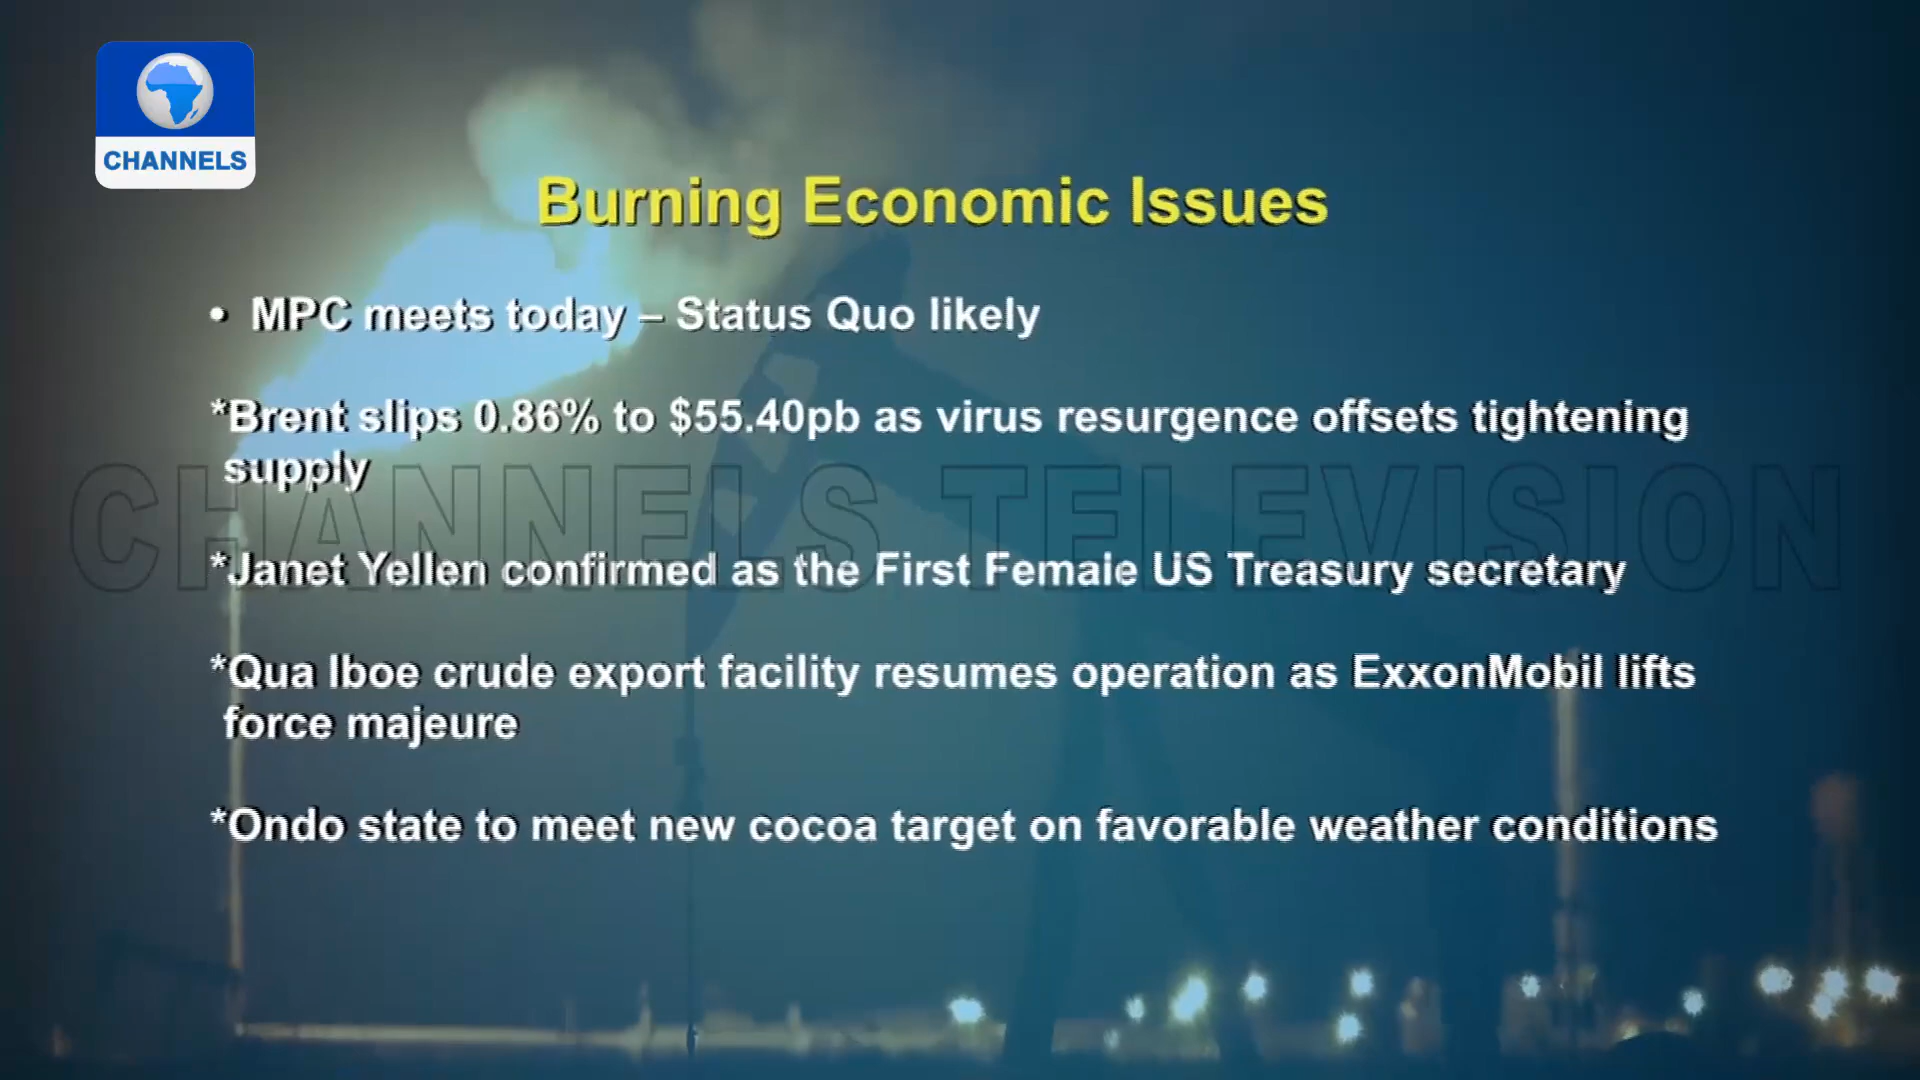 CHANNELS
Burning Economic Issues
• MPC meets today – Status Quo likely
*Brent slips 0.86% to $55.40pb as virus resurgence offsets tightening
supply
CHANNELS TELEVISION
*Janet Yellen confirmed as the First Female US Treasury secretary
*Qua Iboe crude export facility resumes operation as ExxonMobil lifts
force majeure
*Ondo state to meet new cocoa target on favorable weather conditions